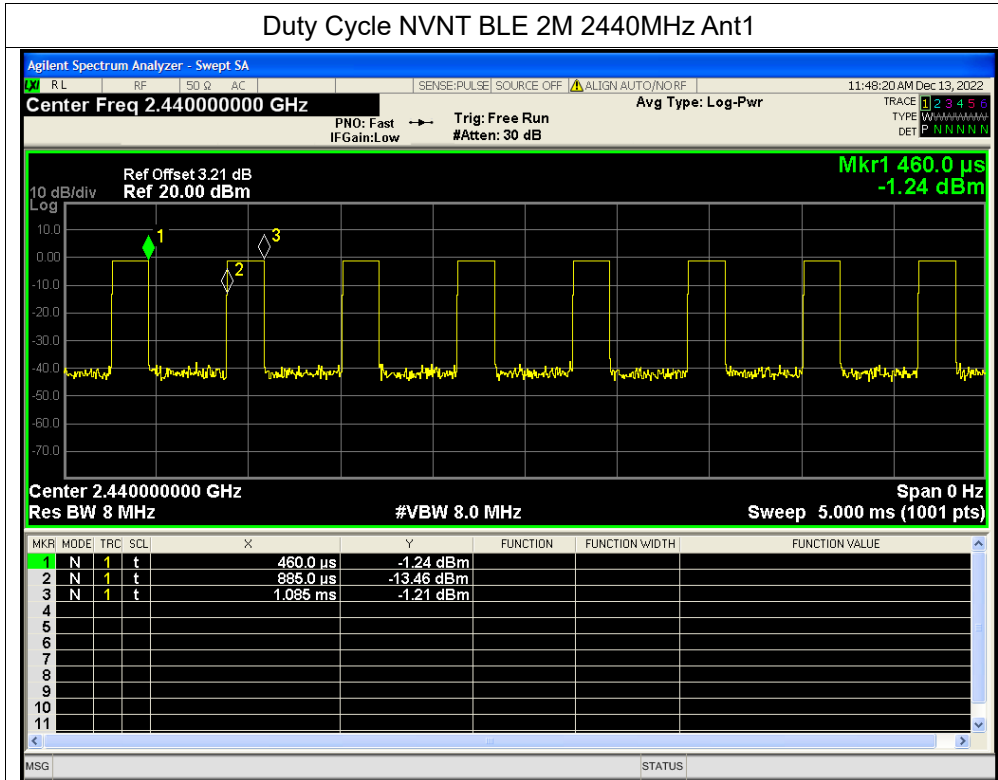 Duty Cycle NVNT BLE 2M 2440MHz Ant1
Agilent Spectrum Analyzer - Swept SA
LXI RL RF 50 Ω AC SENSE:PULSE SOURCE OFF ALIGN AUTO/NO RF 11:48:20 AM Dec 13, 2022
Center Freq 2.440000000 GHz Avg Type: Log-Pwr TRACE 1 2 3 4 5 6
PNO: Fast Trig: Free Run TYPE W
IFGain:Low #Atten: 30 dB DET P N N N N N
Mkr1 460.0 µs
-1.24 dBm
Ref Offset 3.21 dB
10 dB/div Ref 20.00 dBm
Log
10.0
0.00
-10.0
-20.0
-30.0
-40.0
-50.0
-60.0
-70.0
1
2
3
Center 2.440000000 GHz Span 0 Hz
Res BW 8 MHz #VBW 8.0 MHz Sweep 5.000 ms (1001 pts)
MKR MODE TRC SCL X Y FUNCTION FUNCTION WIDTH FUNCTION VALUE
1 N 1 t 460.0 µs -1.24 dBm
2 N 1 t 885.0 µs -13.46 dBm
3 N 1 t 1.085 ms -1.21 dBm
4
5
6
7
8
9
10
11
MSG STATUS